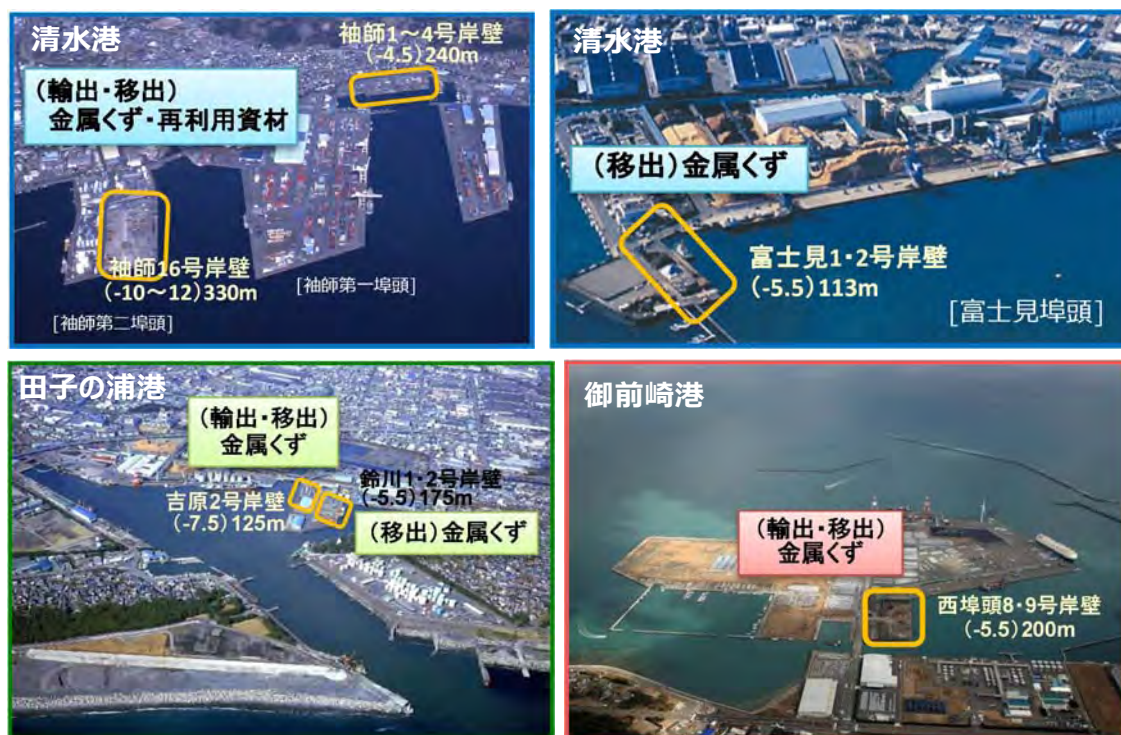 清水港
袖師1～4号岸壁
(-4.5)240m
(輸出・移出)
金属くず・再利用資材
袖師16号岸壁
(-10～12)330m
[袖師第一埠頭]
[袖師第二埠頭]
清水港
(移出)金属くず
富士見1・2号岸壁
(-5.5)113m
[富士見埠頭]
田子の浦港
(輸出・移出)
金属くず
鈴川1・2号岸壁
(-5.5)175m
吉原2号岸壁
(-7.5)125m
(移出)金属くず
御前崎港
(輸出・移出)
金属くず
西埠頭8・9号岸壁
(-5.5)200m